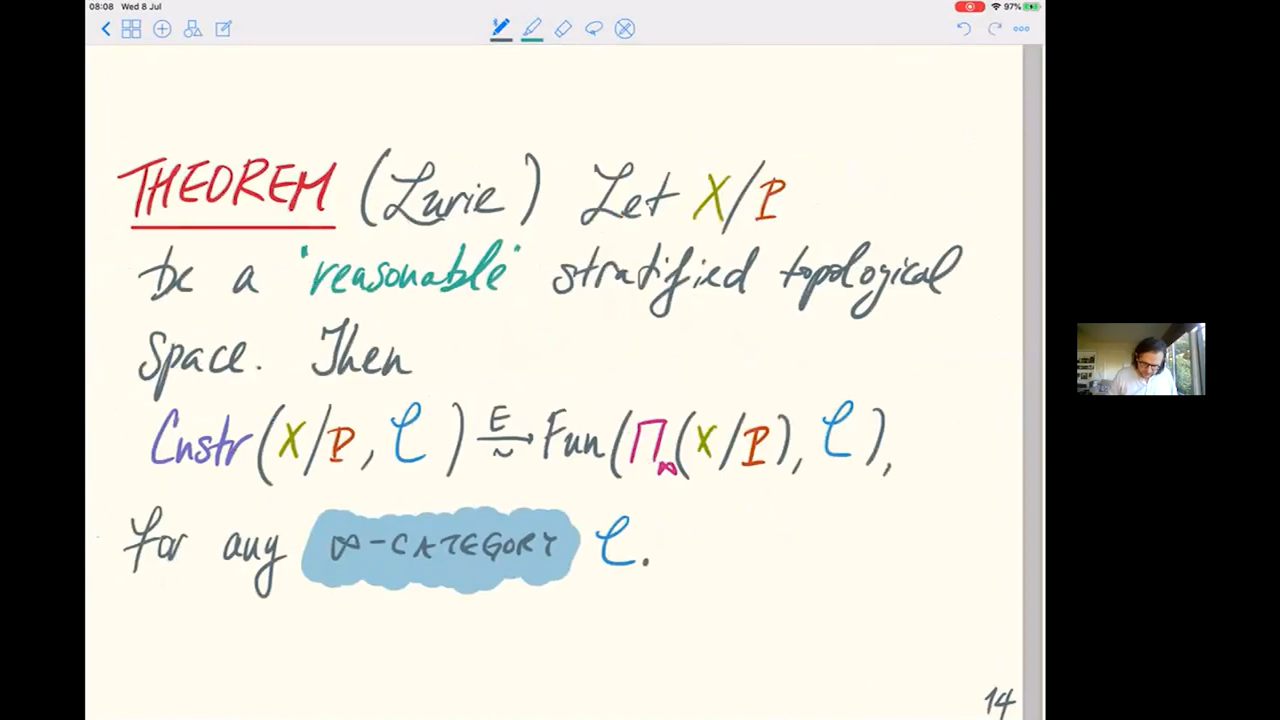 08:08 Wed 8 Jul 97%
THEOREM (Lurie) Let X/P
be a "reasonable" stratified topological
space. Then
Cnstr(X/P, C) E→∼ Fun(Π∞(X/P), C),
for any ∞-CATEGORY C.
14